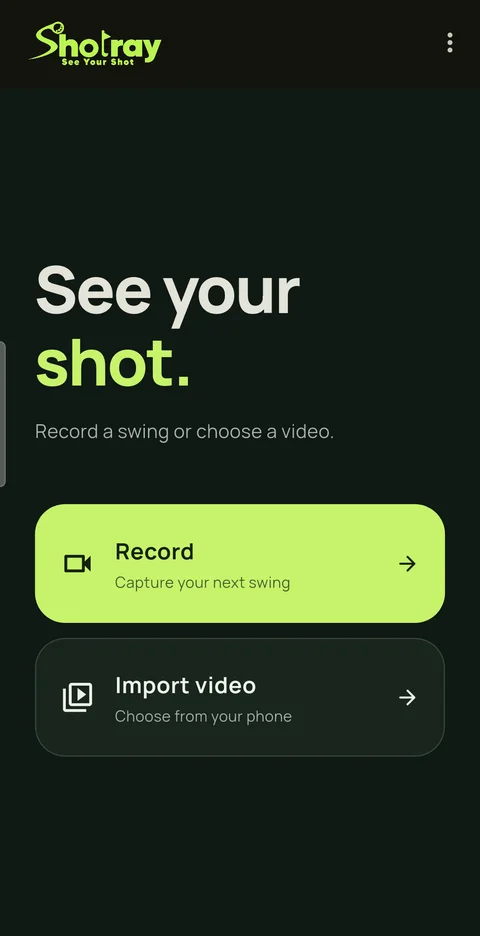 Shotray
See Your Shot
See your
shot.
Record a swing or choose a video.
Record
Capture your next swing
Import video
Choose from your phone